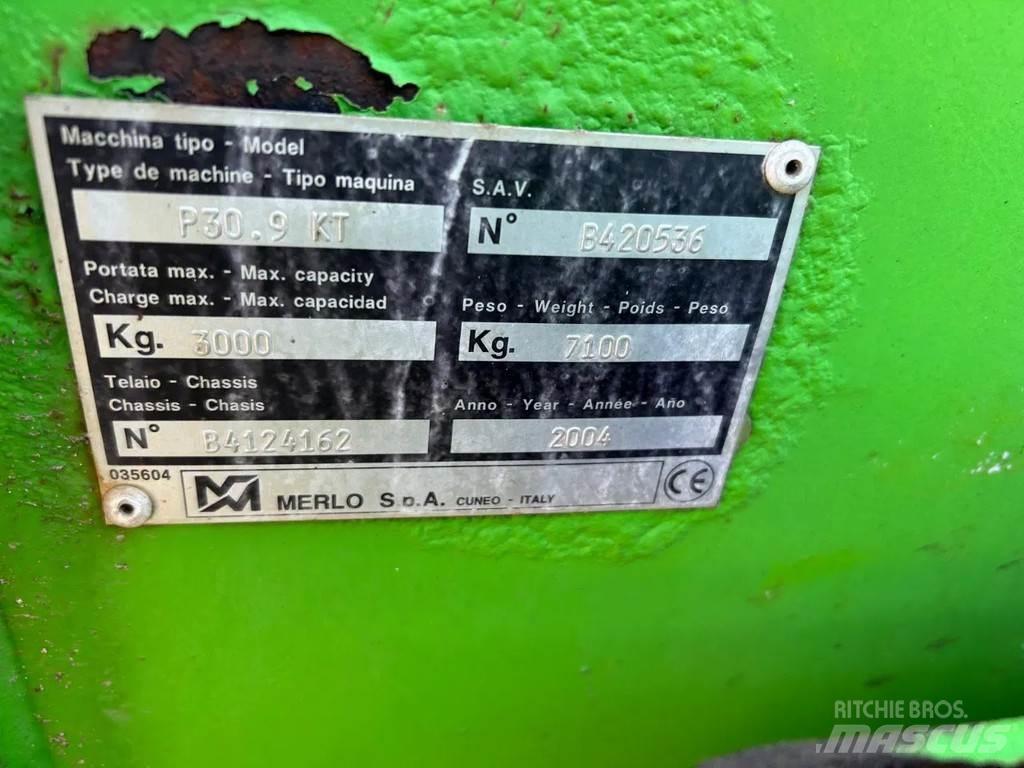 Macchina tipo - Model
Type de machine - Tipo maquina
P30.9 KT
S.A.V.
N° B420536
Portata max. - Max. capacity
Charge max. - Max. capacidad
Kg. 3000
Peso - Weight - Poids - Peso
Kg. 7100
Telaio - Chassis
Chassis - Chasis
N° B4124162
Anno - Year - Année - Año
2004
035604
MERLO S.p.A. CUNEO - ITALY
CE
RITCHIE BROS.
MASCUS